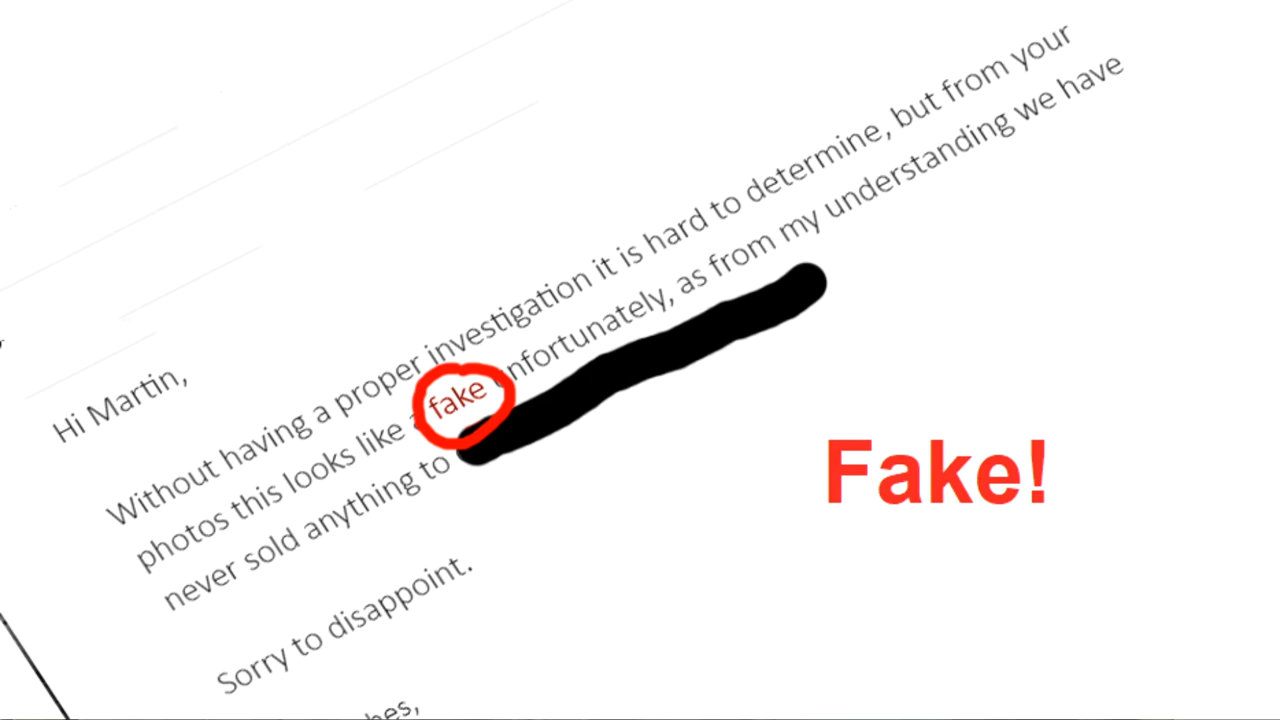 Hi Martin,
Without having a proper investigation it is hard to determine, but from your
photos this looks like a fake unfortunately, as from my understanding we have
never sold anything to
Sorry to disappoint.
Fake!